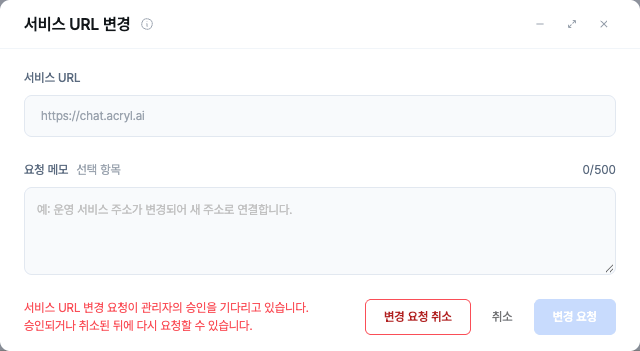 서비스 URL 변경
서비스 URL
https://chat.acryl.ai
요청 메모 선택 항목 0/500
예: 운영 서비스 주소가 변경되어 새 주소로 연결합니다.
서비스 URL 변경 요청이 관리자의 승인을 기다리고 있습니다.
승인되거나 취소된 뒤에 다시 요청할 수 있습니다.
변경 요청 취소 취소 변경 요청